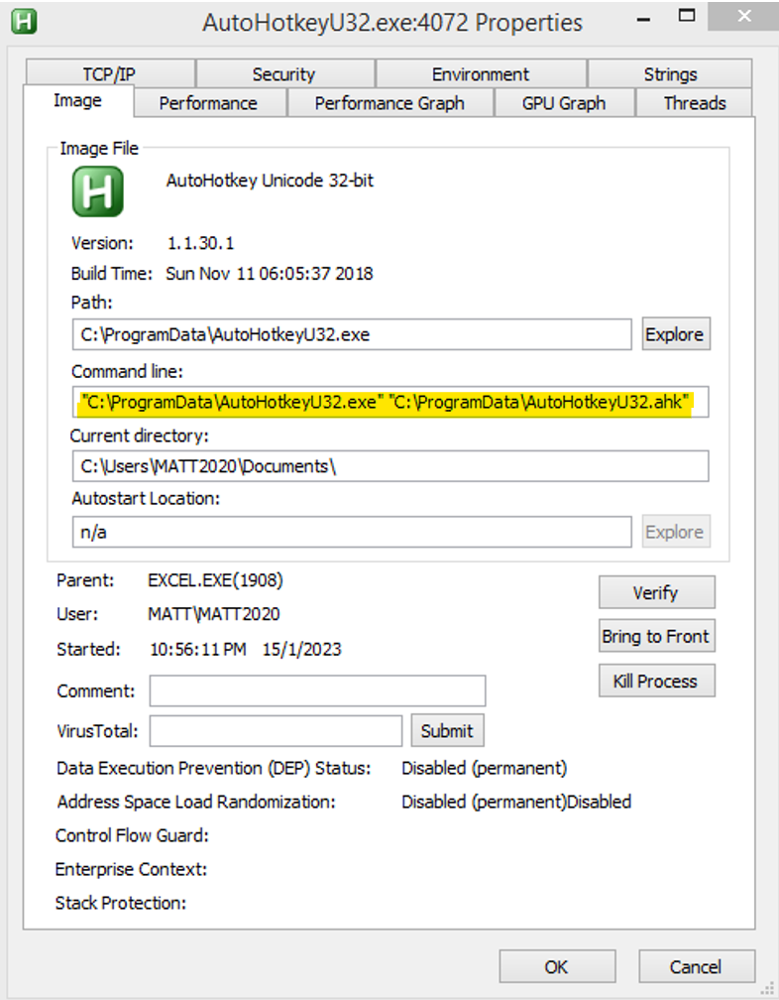 AutoHotkeyU32.exe:4072 Properties
TCP/IP Security Environment Strings
Image Performance Performance Graph GPU Graph Threads
Image File
AutoHotkey Unicode 32-bit
Version: 1.1.30.1
Build Time: Sun Nov 11 06:05:37 2018
Path:
C:\ProgramData\AutoHotkeyU32.exe Explore
Command line:
"C:\ProgramData\AutoHotkeyU32.exe" "C:\ProgramData\AutoHotkeyU32.ahk"
Current directory:
C:\Users\MATT2020\Documents\
Autostart Location:
n/a Explore
Parent: EXCEL.EXE(1908)
Verify
User: MATT\MATT2020
Bring to Front
Started: 10:56:11 PM 15/1/2023
Kill Process
Comment:
VirusTotal: Submit
Data Execution Prevention (DEP) Status: Disabled (permanent)
Address Space Load Randomization: Disabled (permanent)Disabled
Control Flow Guard:
Enterprise Context:
Stack Protection:
OK Cancel